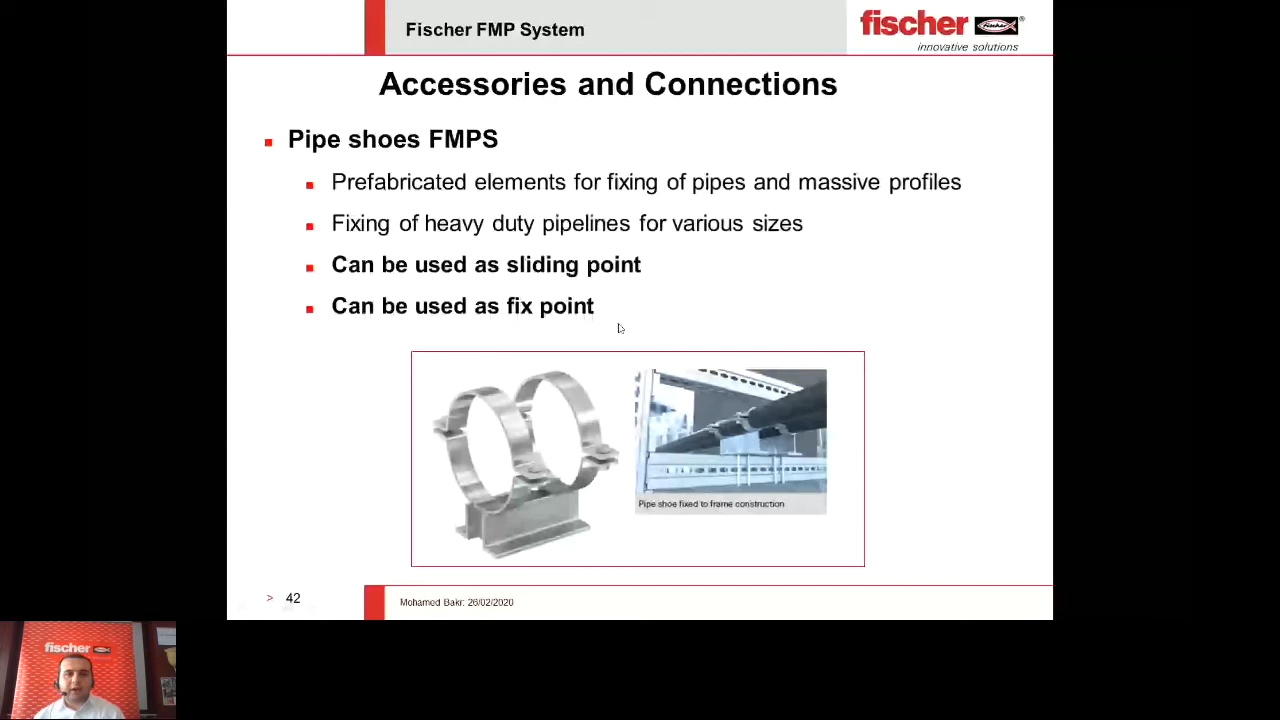 Fischer FMP System
fischer
innovative solutions
Accessories and Connections
Pipe shoes FMPS
Prefabricated elements for fixing of pipes and massive profiles
Fixing of heavy duty pipelines for various sizes
Can be used as sliding point
Can be used as fix point
Pipe shoe fixed to frame construction
> 42
Mohamed Bakr: 26/02/2020
fischer